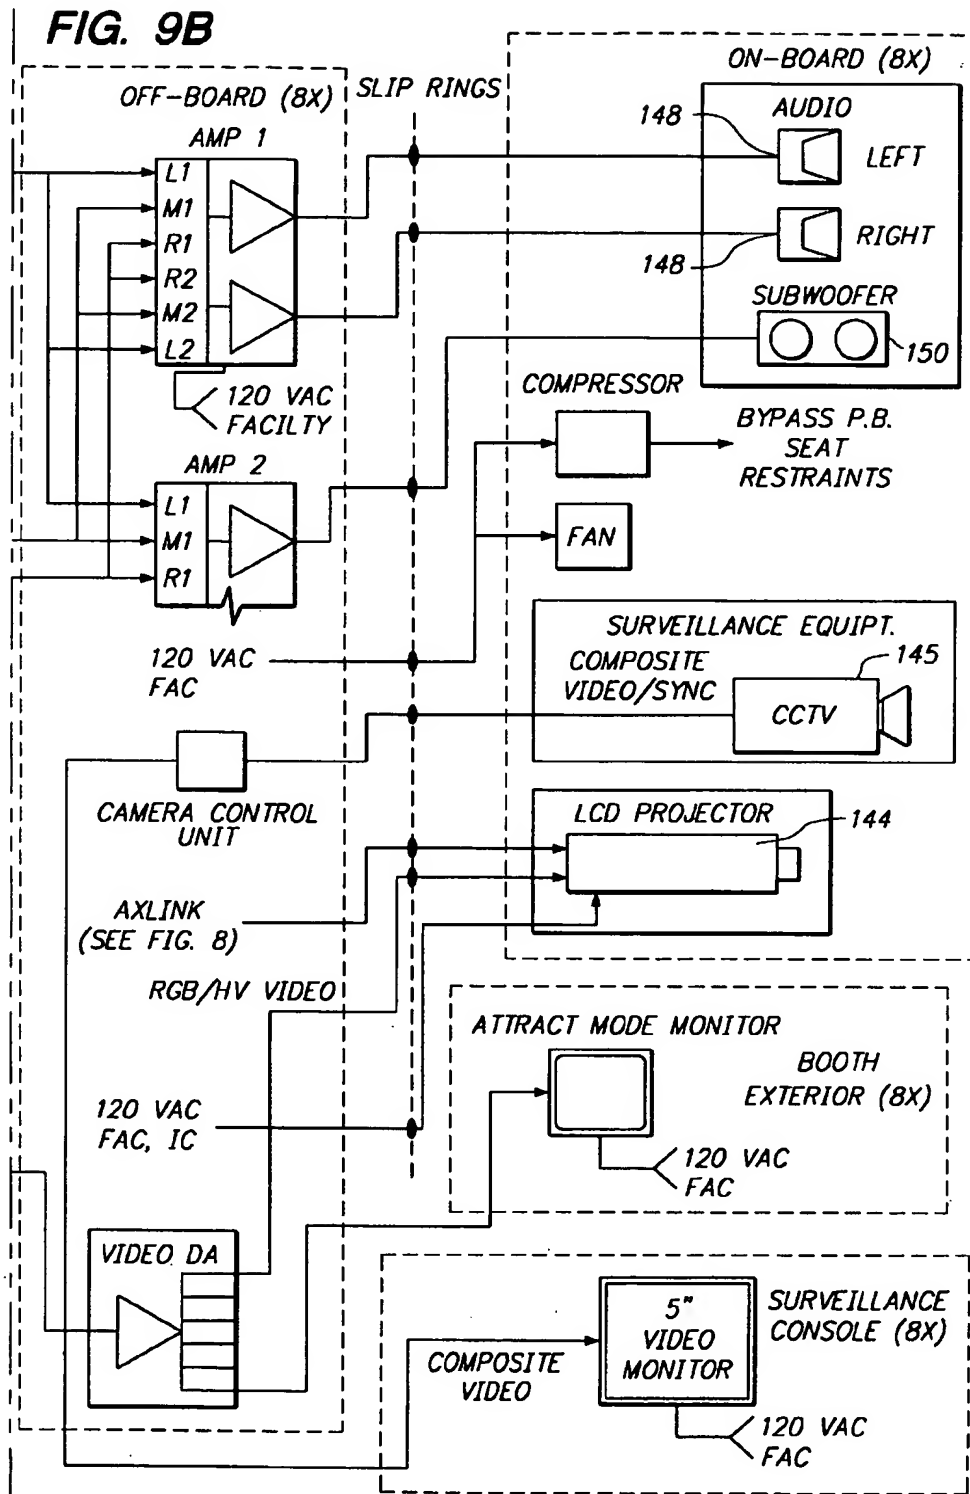 FIG. 9B
OFF-BOARD (8X)
SLIP RINGS
ON-BOARD (8X)
AMP 1
L1
M1
R1
R2
M2
L2
120 VAC
FACILTY
AMP 2
L1
M1
R1
120 VAC
FAC
CAMERA CONTROL
UNIT
AXLINK
(SEE FIG. 8)
RGB/HV VIDEO
120 VAC
FAC, IC
VIDEO DA
AUDIO
148
LEFT
148
RIGHT
SUBWOOFER
150
COMPRESSOR
BYPASS P.B.
SEAT
RESTRAINTS
FAN
SURVEILLANCE EQUIPT.
COMPOSITE
VIDEO/SYNC
145
CCTV
LCD PROJECTOR
144
ATTRACT MODE MONITOR
BOOTH
EXTERIOR (8X)
120 VAC
FAC
5"
VIDEO
MONITOR
SURVEILLANCE
CONSOLE (8X)
COMPOSITE
VIDEO
120 VAC
FAC